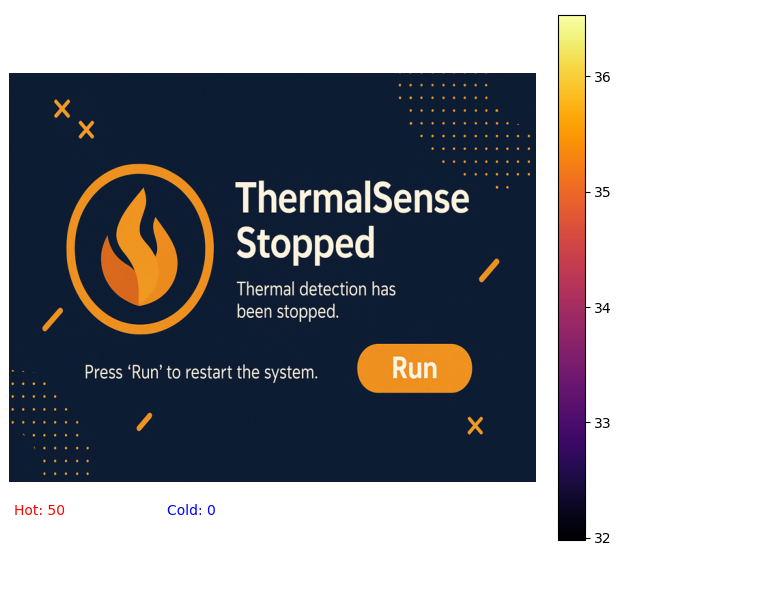 ThermalSense
Stopped
Thermal detection has
been stopped.
Press ‘Run’ to restart the system.
Run
Hot: 50
Cold: 0
36
35
34
33
32